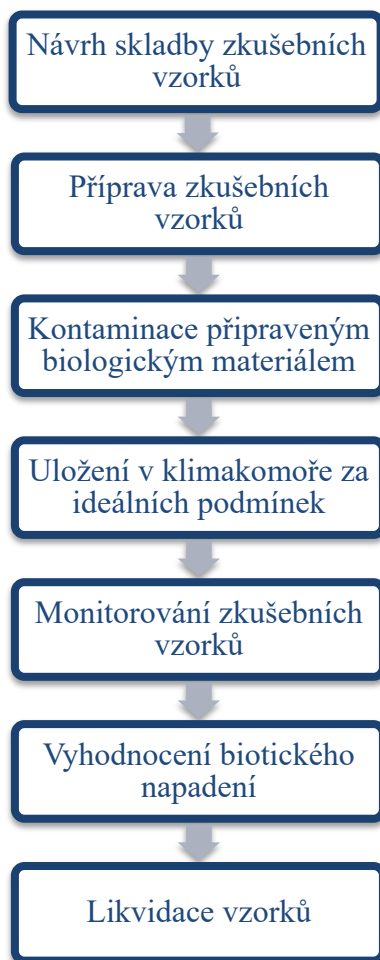 Návrh skladby zkušebních
vzorků
Příprava zkušebních
vzorků
Kontaminace připraveným
biologickým materiálem
Uložení v klimakomoře za
ideálních podmínek
Monitorování zkušebních
vzorků
Vyhodnocení biotického
napadení
Likvidace vzorků